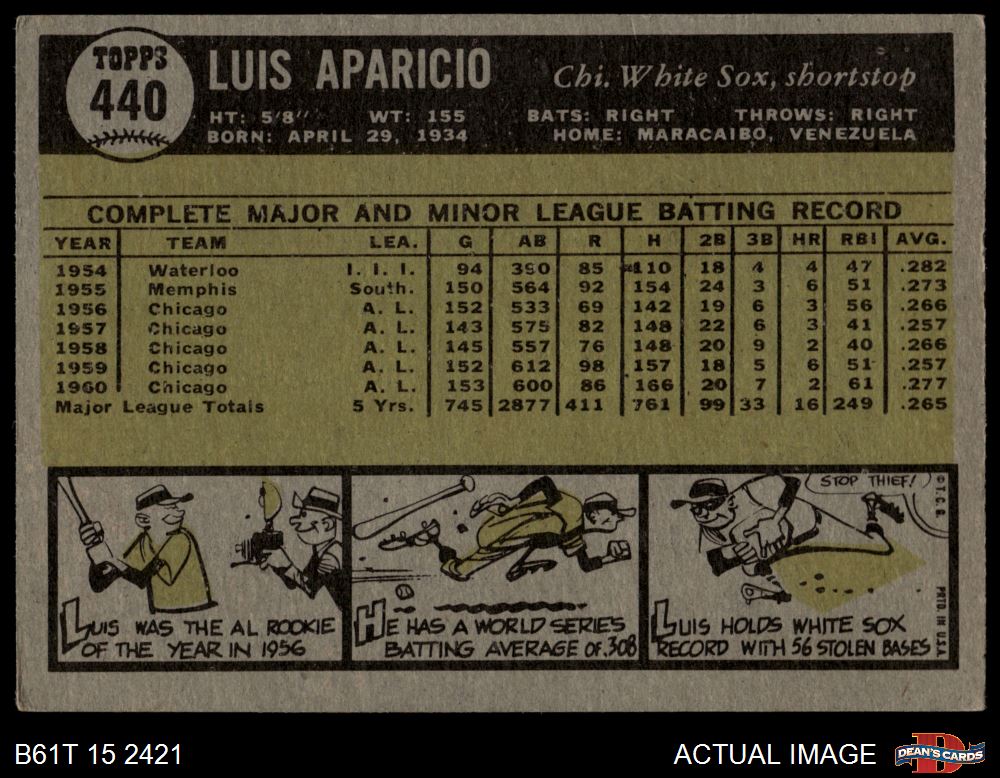 TOPPS
440
LUIS APARICIO
Chi. White Sox, shortstop
HT: 5'8" WT: 155 BATS: RIGHT THROWS: RIGHT
BORN: APRIL 29, 1934 HOME: MARACAIBO, VENEZUELA
COMPLETE MAJOR AND MINOR LEAGUE BATTING RECORD
YEAR TEAM LEA. G AB R H 2B 3B HR RBI AVG.
1954 Waterloo I. I. I. 94 390 85 110 18 4 4 47 .282
1955 Memphis South. 150 564 92 154 24 3 6 51 .273
1956 Chicago A. L. 152 533 69 142 19 6 3 56 .266
1957 Chicago A. L. 143 575 82 148 22 6 3 41 .257
1958 Chicago A. L. 145 557 76 148 20 9 2 40 .266
1959 Chicago A. L. 152 612 98 157 18 5 6 51 .257
1960 Chicago A. L. 153 600 86 166 20 7 2 61 .277
Major League Totals 5 Yrs. 745 2877 411 761 99 33 16 249 .265
LUIS WAS THE AL ROOKIE
OF THE YEAR IN 1956
HE HAS A WORLD SERIES
BATTING AVERAGE OF .308
STOP THIEF!
LUIS HOLDS WHITE SOX
RECORD WITH 56 STOLEN BASES
© T. C. G.
PRTD. IN U.S.A.
B61T 15 2421
ACTUAL IMAGE
DEAN'S CARDS